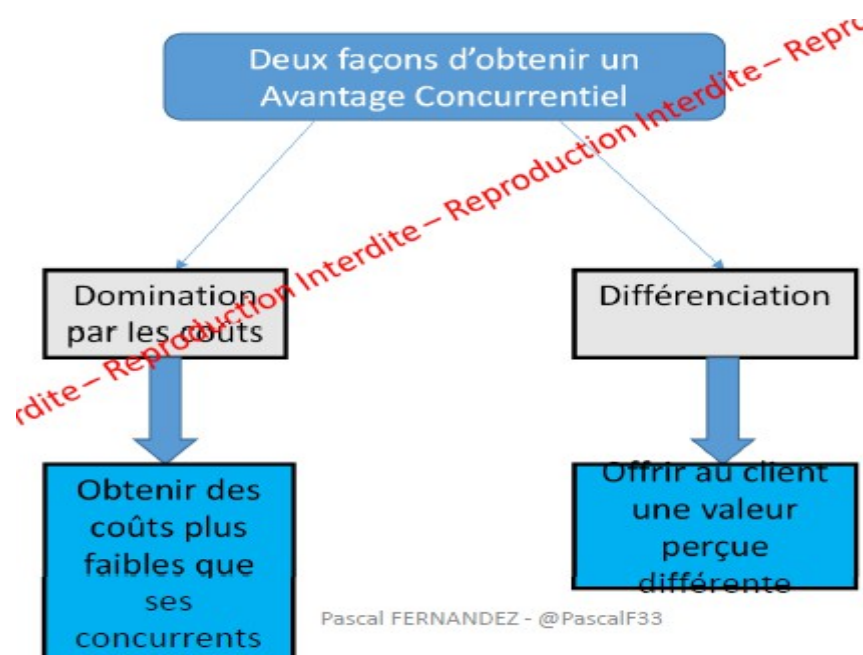 Deux façons d’obtenir un
Avantage Concurrentiel
rdite – Reproduction Interdite – Reproduction Interdite – Repro
Domination
par les coûts
Différenciation
Obtenir des
coûts plus
faibles que
ses
concurrents
Offrir au client
une valeur
perçue
différente
Pascal FERNANDEZ - @PascalF33